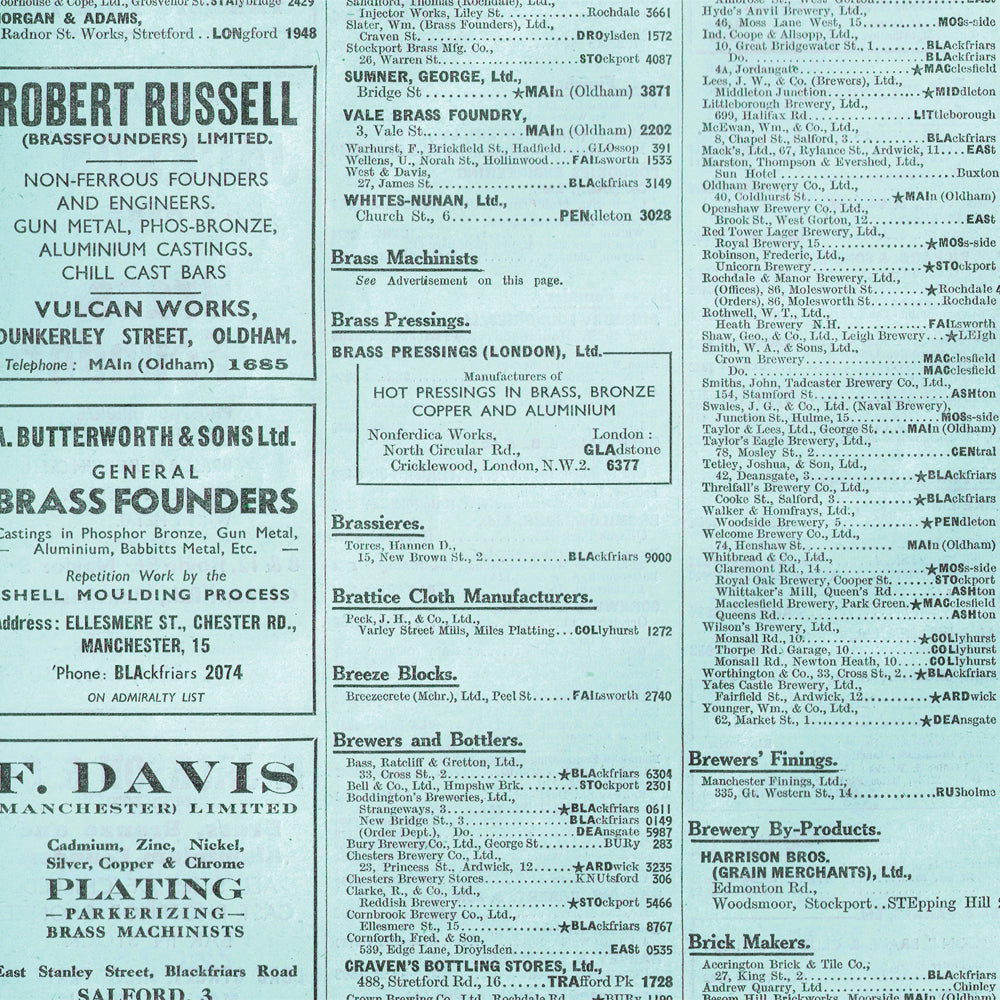 Moorhouse & Cope, Ltd., Grosvenor St. STAlybridge 2429
MORGAN & ADAMS,
Radnor St. Works, Stretford . . LONgford 1948
ROBERT RUSSELL
(BRASSFOUNDERS) LIMITED.
NON-FERROUS FOUNDERS
AND ENGINEERS.
GUN METAL, PHOS-BRONZE,
ALUMINIUM CASTINGS.
CHILL CAST BARS
VULCAN WORKS,
DUNKERLEY STREET, OLDHAM.
Telephone : MAIn (Oldham) 1685
A. BUTTERWORTH & SONS Ltd.
GENERAL
BRASS FOUNDERS
Castings in Phosphor Bronze, Gun Metal,
— Aluminium, Babbitts Metal, Etc. —
Repetition Work by the
SHELL MOULDING PROCESS
Address: ELLESMERE ST., CHESTER RD.,
MANCHESTER, 15
'Phone: BLAckfriars 2074
ON ADMIRALTY LIST
F. DAVIS
(MANCHESTER) LIMITED
Cadmium, Zinc, Nickel,
Silver, Copper & Chrome
PLATING
—PARKERIZING—
BRASS MACHINISTS
East Stanley Street, Blackfriars Road
SALFORD, 3
Sandford, Thomas (Rochdale), Ltd.,
Injector Works, Liley St. ........Rochdale 3661
Slater, Wm. (Brass Founders), Ltd.,
Craven St. ....................DROylsden 1572
Stockport Brass Mfg. Co.,
26, Warren St. ................STOckport 4087
SUMNER, GEORGE, Ltd.,
Bridge St ...........★MAIn (Oldham) 3871
VALE BRASS FOUNDRY,
3, Vale St. ............MAIn (Oldham) 2202
Warhurst, F., Brickfield St., Hadfield....GLOssop 391
Wellens, U., Norah St., Hollinwood....FAIlsworth 1533
West & Davis,
27, James St. ................BLAckfriars 3149
WHITES-NUNAN, Ltd.,
Church St., 6................PENdleton 3028
Brass Machinists
See Advertisement on this page.
Brass Pressings.
BRASS PRESSINGS (LONDON), Ltd.
Manufacturers of
HOT PRESSINGS IN BRASS, BRONZE
COPPER AND ALUMINIUM
Nonferdica Works, London :
North Circular Rd., GLAdstone
Cricklewood, London, N.W.2. 6377
Brassieres.
Torres, Hannen D.,
15, New Brown St., 2............BLAckfriars 9000
Brattice Cloth Manufacturers.
Peck, J. H., & Co., Ltd.,
Varley Street Mills, Miles Platting...COLlyhurst 1272
Breeze Blocks.
Breezecrete (Mchr.), Ltd., Peel St......FAIlsworth 2740
Brewers and Bottlers.
Bass, Ratcliff & Gretton, Ltd.,
33, Cross St., 2................★BLAckfriars 6304
Bell & Co., Ltd., Hmpshw Brk. ......STOckport 2301
Boddington's Breweries, Ltd.,
Strangeways, 3................★BLAckfriars 0611
New Bridge St., 3..............BLAckfriars 0149
(Order Dept.), Do. ..............DEAnsgate 5987
Bury Brewery Co., Ltd., George St..........BURy 283
Chesters Brewery Co., Ltd.,
23, Princess St., Ardwick, 12......★ARDwick 3235
Chesters Brewery Stores..............KNUtsford 306
Clarke, R., & Co., Ltd.,
Reddish Brewery................★STOckport 5466
Cornbrook Brewery Co., Ltd.,
Ellesmere St., 15..............★BLAckfriars 8767
Cornforth, Fred. & Son,
539, Edge Lane, Droylsden............EASt 0535
CRAVEN'S BOTTLING STORES, Ltd.,
488, Stretford Rd., 16......TRAfford Pk 1728
Crown Brewing Co., Ltd., Rochdale Rd. ..★BURy 1190
Hyde's Anvil Brewery, Ltd.,
46, Moss Lane West, 15..............MOSs-side
Ind, Coope & Allsopp, Ltd.,
10, Great Bridgewater St., 1........BLAckfriars
Do. ................BLAckfriars
4A, Jordangate................★MACclesfield
Lees, J. W., & Co. (Brewers), Ltd.,
Middleton Junction..............★MIDdleton
Littleborough Brewery, Ltd.,
699, Halifax Rd...............LITtleborough
McEwan, Wm., & Co., Ltd.,
8, Chapel St., Salford, 3..........BLAckfriars
Mack's, Ltd., 67, Rylance St., Ardwick, 11....EASt
Marston, Thompson & Evershed, Ltd.,
Sun Hotel ........................Buxton
Oldham Brewery Co., Ltd.,
40, Coldhurst St. ...........★MAIn (Oldham)
Openshaw Brewery Co., Ltd.,
Brook St., West Gorton, 12..............EASt
Red Tower Lager Brewery, Ltd.,
Royal Brewery, 15..............★MOSs-side
Robinson, Frederic, Ltd.,
Unicorn Brewery................★STOckport
Rochdale & Manor Brewery, Ltd.,
(Offices), 86, Molesworth St......★Rochdale 4
(Orders), 86, Molesworth St.........Rochdale
Rothwell, W. T., Ltd.,
Heath Brewery N.H. ............FAIlsworth
Shaw, Geo., & Co., Ltd., Leigh Brewery...★LEIgh
Smith, W. A., & Sons, Ltd.,
Crown Brewery................MACclesfield
Do. ................MACclesfield
Smiths, John, Tadcaster Brewery Co., Ltd.,
154, Stamford St. ..................ASHton
Swales, J. G., & Co., Ltd. (Naval Brewery),
Junction St., Hulme, 15............MOSs-side
Taylor & Lees, Ltd., George St. ....MAIn (Oldham)
Taylor's Eagle Brewery, Ltd.,
78, Mosley St., 2..................CENtral
Tetley, Joshua, & Son, Ltd.,
42, Deansgate, 3..............★BLAckfriars
Threlfall's Brewery Co., Ltd.,
Cooke St., Salford, 3............★BLAckfriars
Walker & Homfrays, Ltd.,
Woodside Brewery, 5............★PENdleton
Welcome Brewery Co., Ltd.,
74, Henshaw St. ............MAIn (Oldham)
Whitbread & Co., Ltd.,
Claremont Rd., 14..............★MOSs-side
Royal Oak Brewery, Cooper St. ......STOckport
Whittaker's Mill, Queen's Rd........ASHton
Macclesfield Brewery, Park Green.★MACclesfield
Queens Rd.....................ASHton
Wilson's Brewery, Ltd.,
Monsall Rd., 10................★COLlyhurst
Thorpe Rd. Garage, 10............COLlyhurst
Monsall Rd., Newton Heath, 10.....COLlyhurst
Worthington & Co., 33, Cross St., 2..★BLAckfriars
Yates Castle Brewery, Ltd.,
Fairfield St., Ardwick, 12..........★ARDwick
Younger, Wm., & Co., Ltd.,
62, Market St., 1................★DEAnsgate
Brewers' Finings.
Manchester Finings, Ltd.,
335, Gt. Western St., 14............RUSholme
Brewery By-Products.
HARRISON BROS.
(GRAIN MERCHANTS), Ltd.,
Edmonton Rd.,
Woodsmoor, Stockport. .STEpping Hill
Brick Makers.
Accrington Brick & Tile Co.,
27, King St., 2..................BLAckfriars
Andrew Quarry, Ltd................Chinley
Besom Hill Brickworks, Moorside MAIn (Oldham)